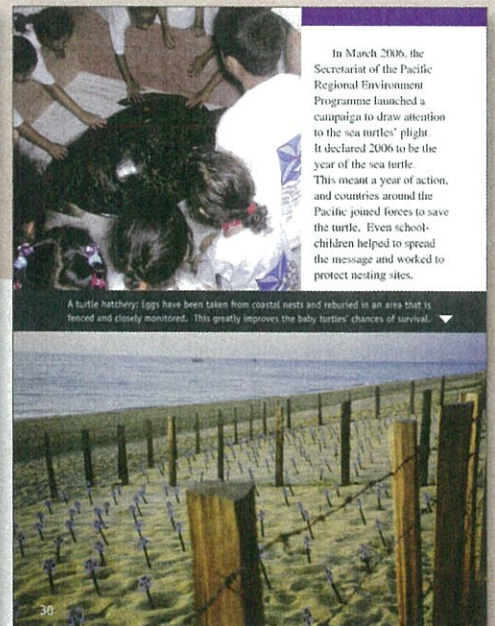 In March 2006, the
Secretariat of the Pacific
Regional Environment
Programme launched a
campaign to draw attention
to the sea turtles' plight.
It declared 2006 to be the
year of the sea turtle.
This meant a year of action,
and countries around the
Pacific joined forces to save
the turtle. Even school-
children helped to spread
the message and worked to
protect nesting sites.
A turtle hatchery: Eggs have been taken from coastal nests and reburied in an area that is
fenced and closely monitored. This greatly improves the baby turtles' chances of survival.
30